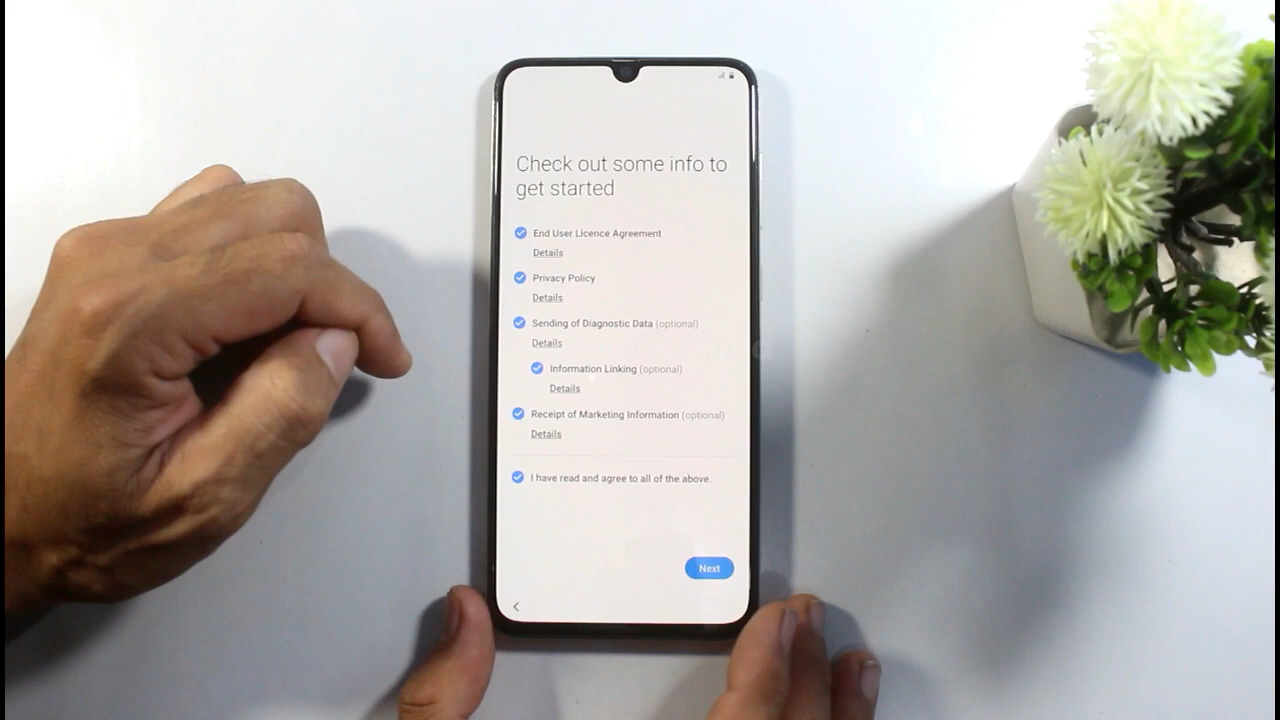 Check out some info to
get started
End User Licence Agreement
Details
Privacy Policy
Details
Sending of Diagnostic Data (optional)
Details
Information Linking (optional)
Details
Receipt of Marketing Information (optional)
Details
I have read and agree to all of the above.
Next